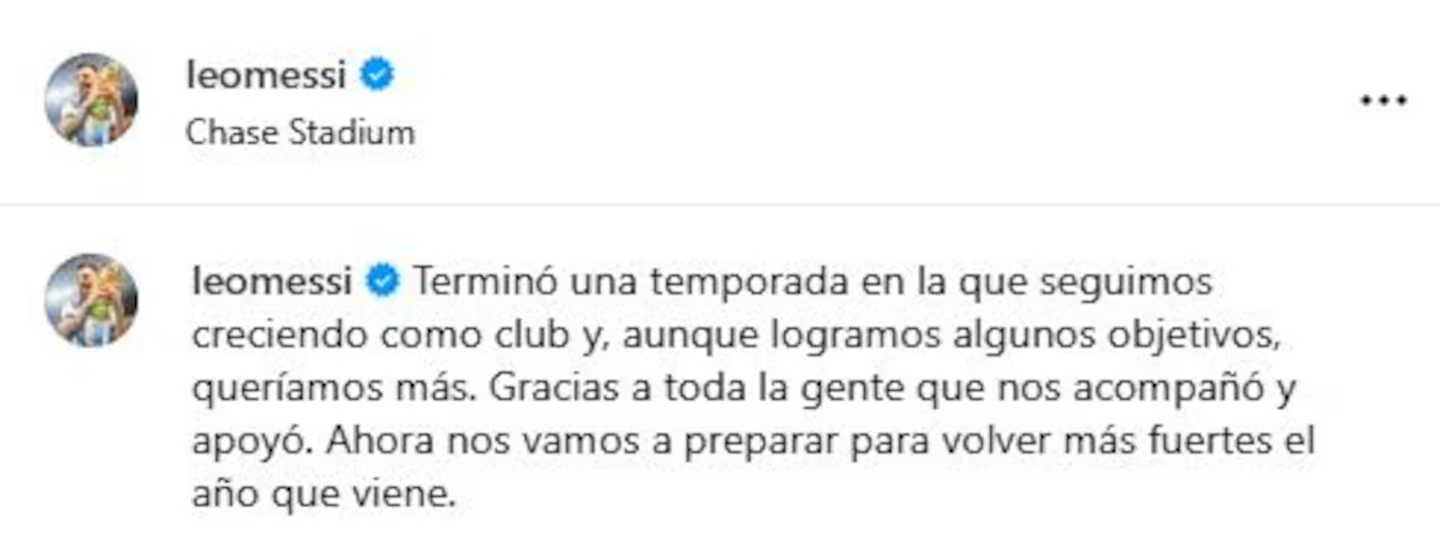 leomessi
Chase Stadium
leomessi Terminó una temporada en la que seguimos
creciendo como club y, aunque logramos algunos objetivos,
queríamos más. Gracias a toda la gente que nos acompañó y
apoyó. Ahora nos vamos a preparar para volver más fuertes el
año que viene.